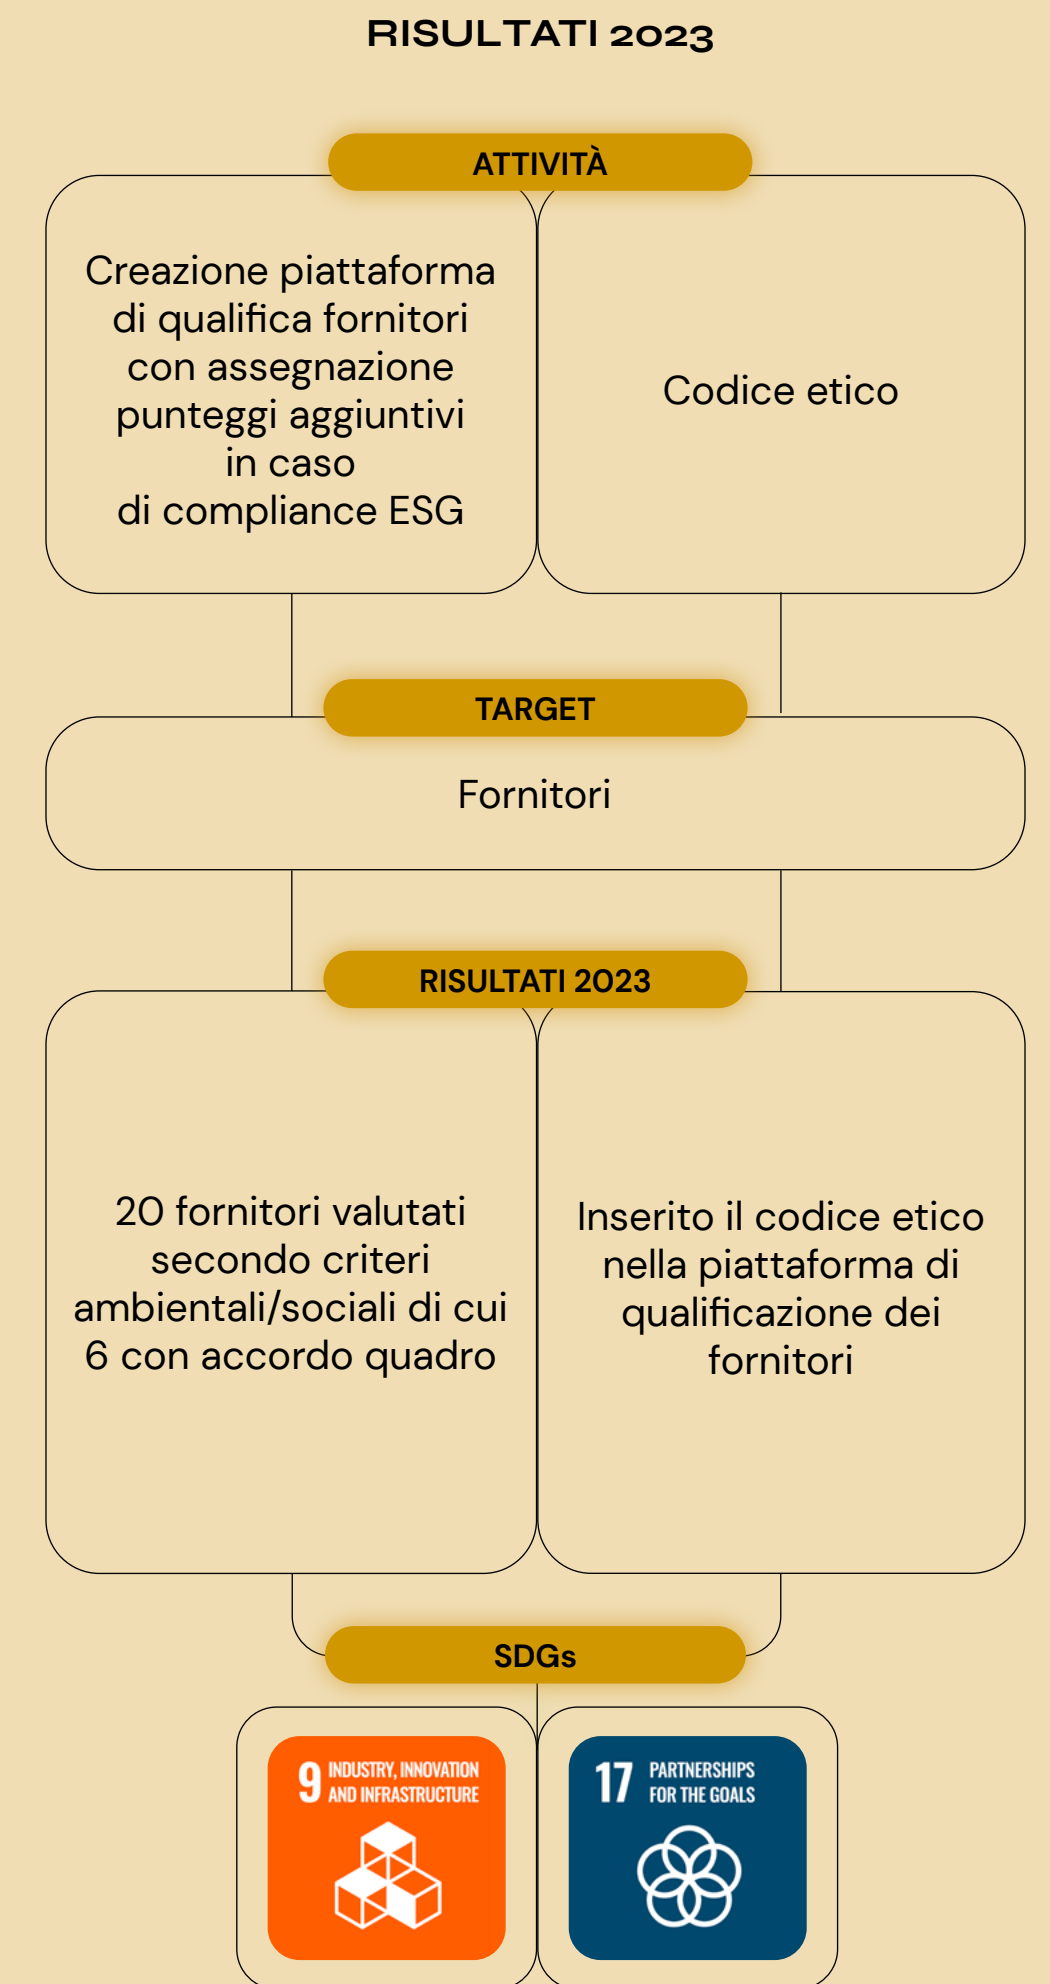 RISULTATI 2023
ATTIVITÀ
Creazione piattaforma
di qualifica fornitori
con assegnazione
punteggi aggiuntivi
in caso
di compliance ESG
Codice etico
TARGET
Fornitori
RISULTATI 2023
20 fornitori valutati
secondo criteri
ambientali/sociali di cui
6 con accordo quadro
Inserito il codice etico
nella piattaforma di
qualificazione dei
fornitori
SDGs
9 INDUSTRY, INNOVATION
AND INFRASTRUCTURE
17 PARTNERSHIPS
FOR THE GOALS